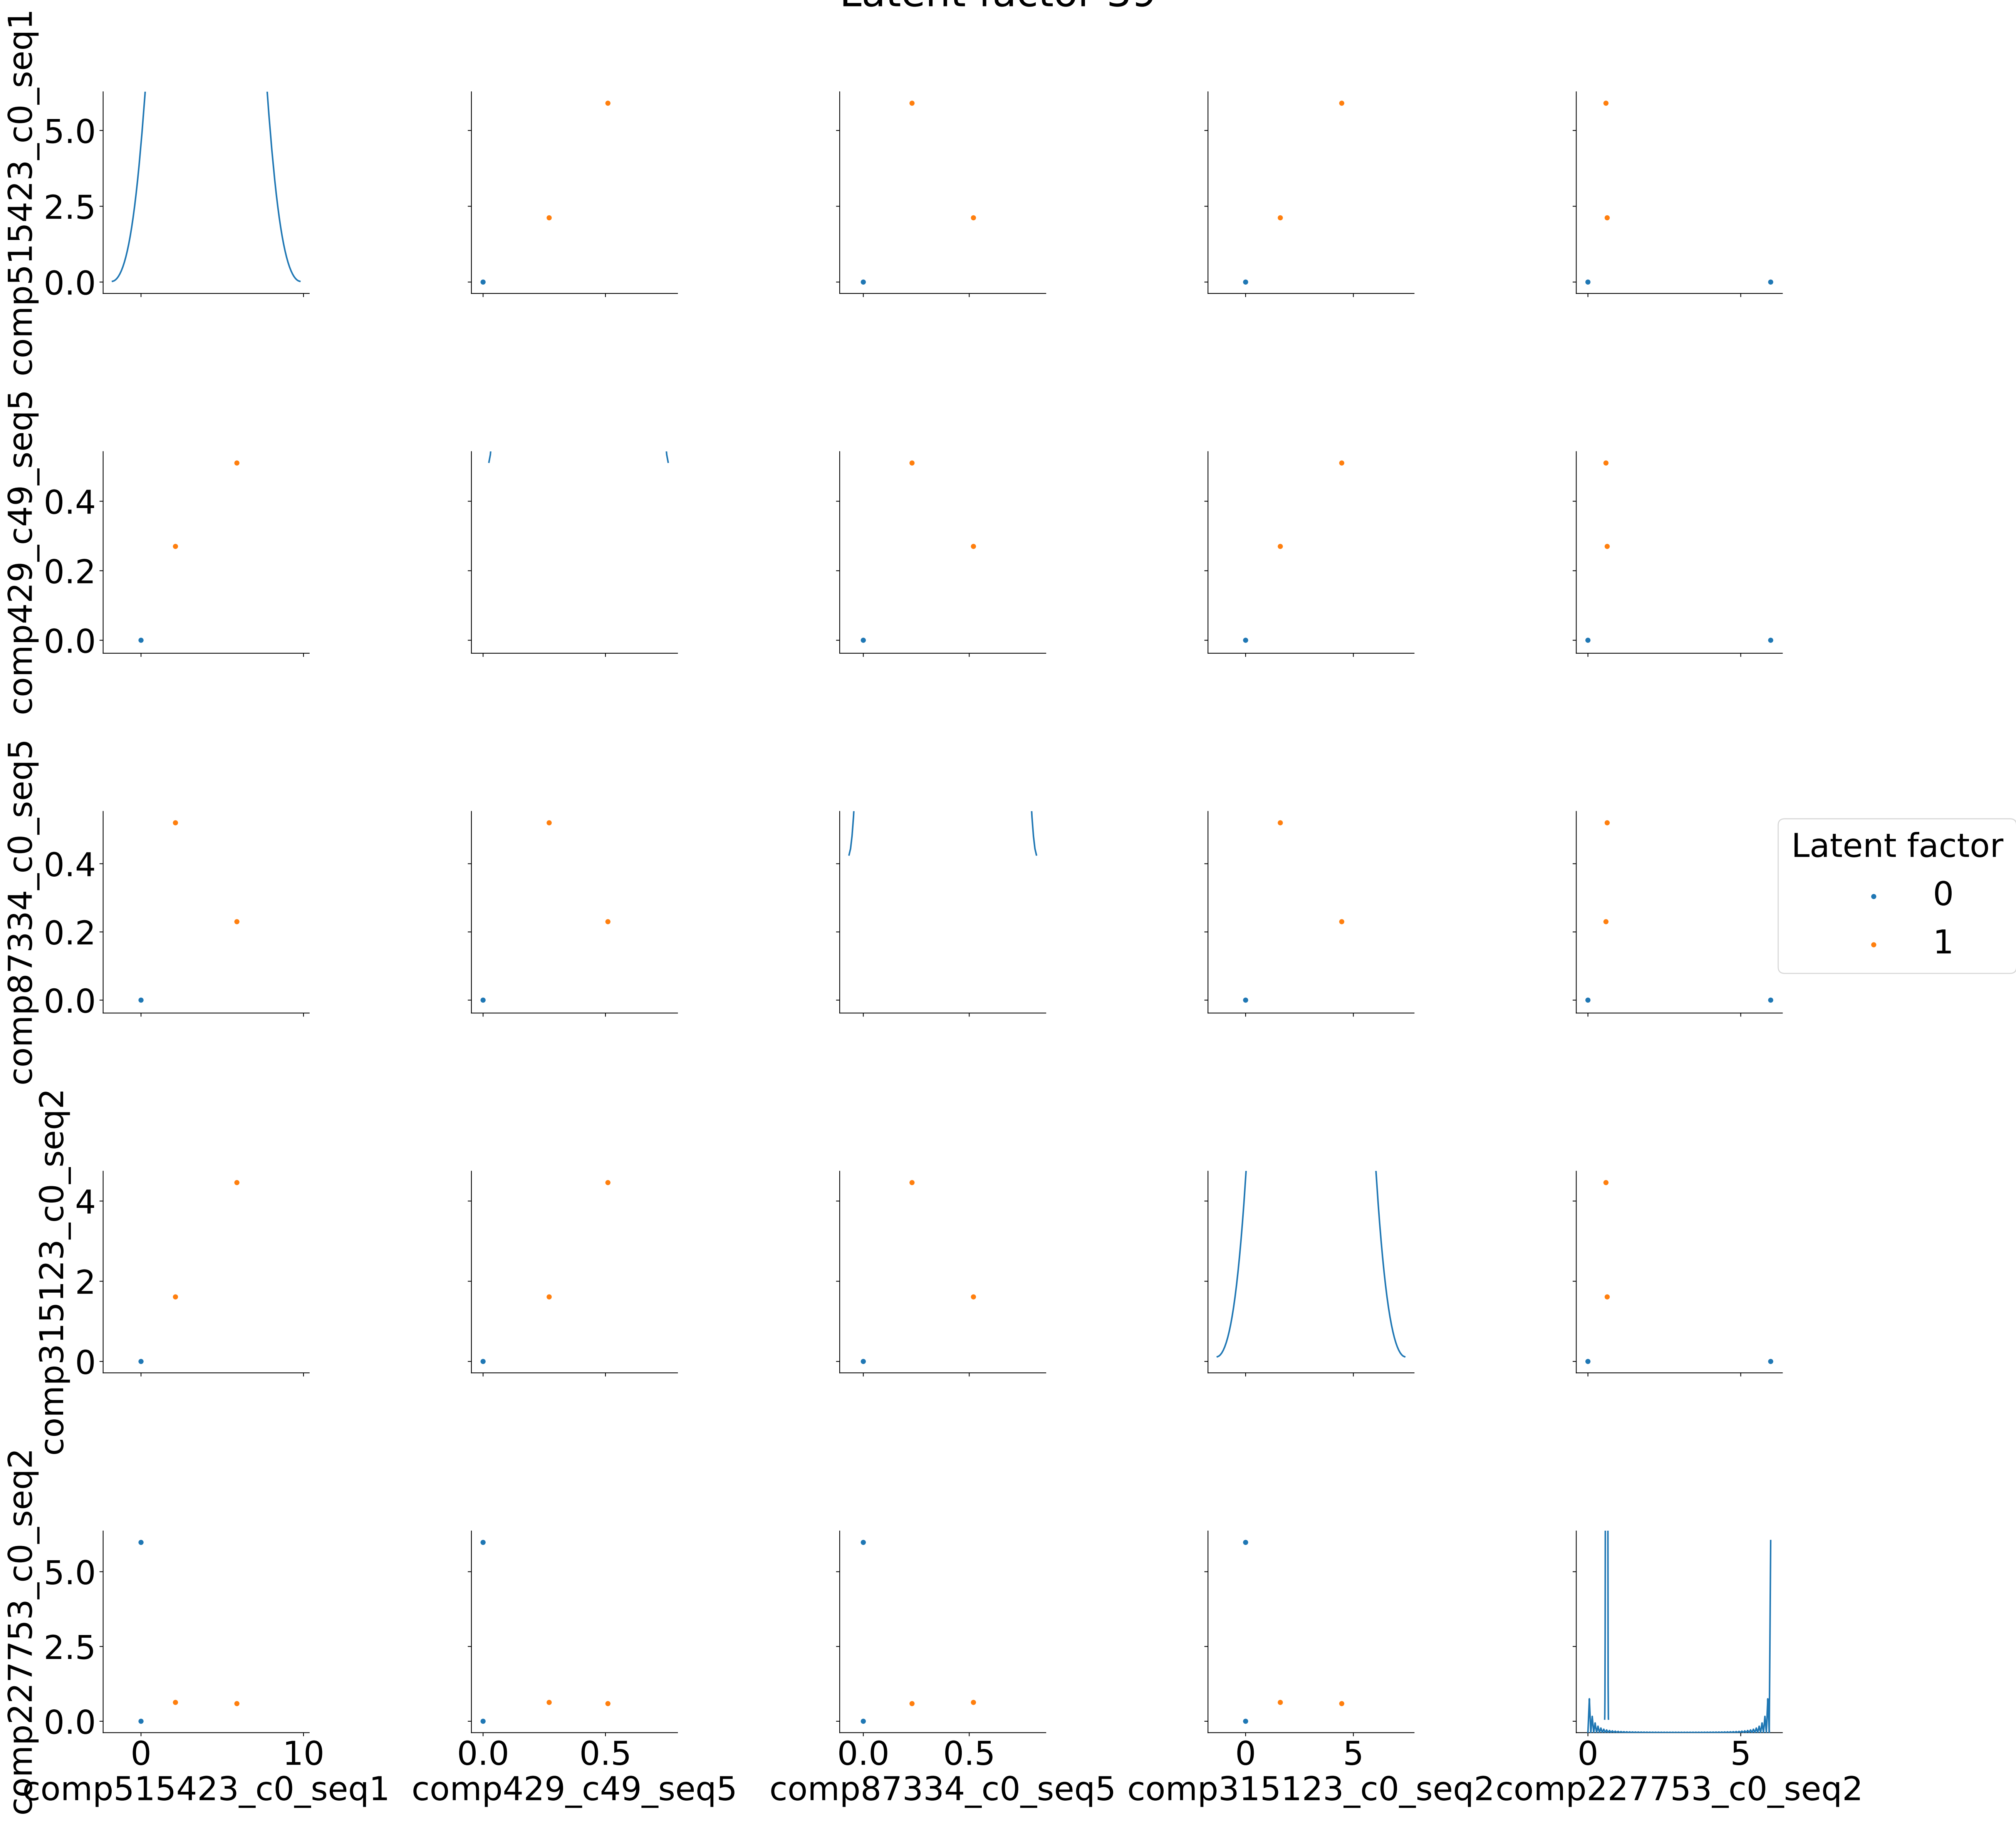 Latent factor 39
comp515423_c0_seq1
5.0
2.5
0.0
comp429_c49_seq5
0.4
0.2
0.0
comp87334_c0_seq5
0.4
0.2
0.0
Latent factor
0
1
comp315123_c0_seq2
4
2
0
comp227753_c0_seq2
5.0
2.5
0.0
0 10
0.0 0.5
0.0 0.5
0 5
0 5
comp515423_c0_seq1
comp429_c49_seq5
comp87334_c0_seq5
comp315123_c0_seq2
comp227753_c0_seq2